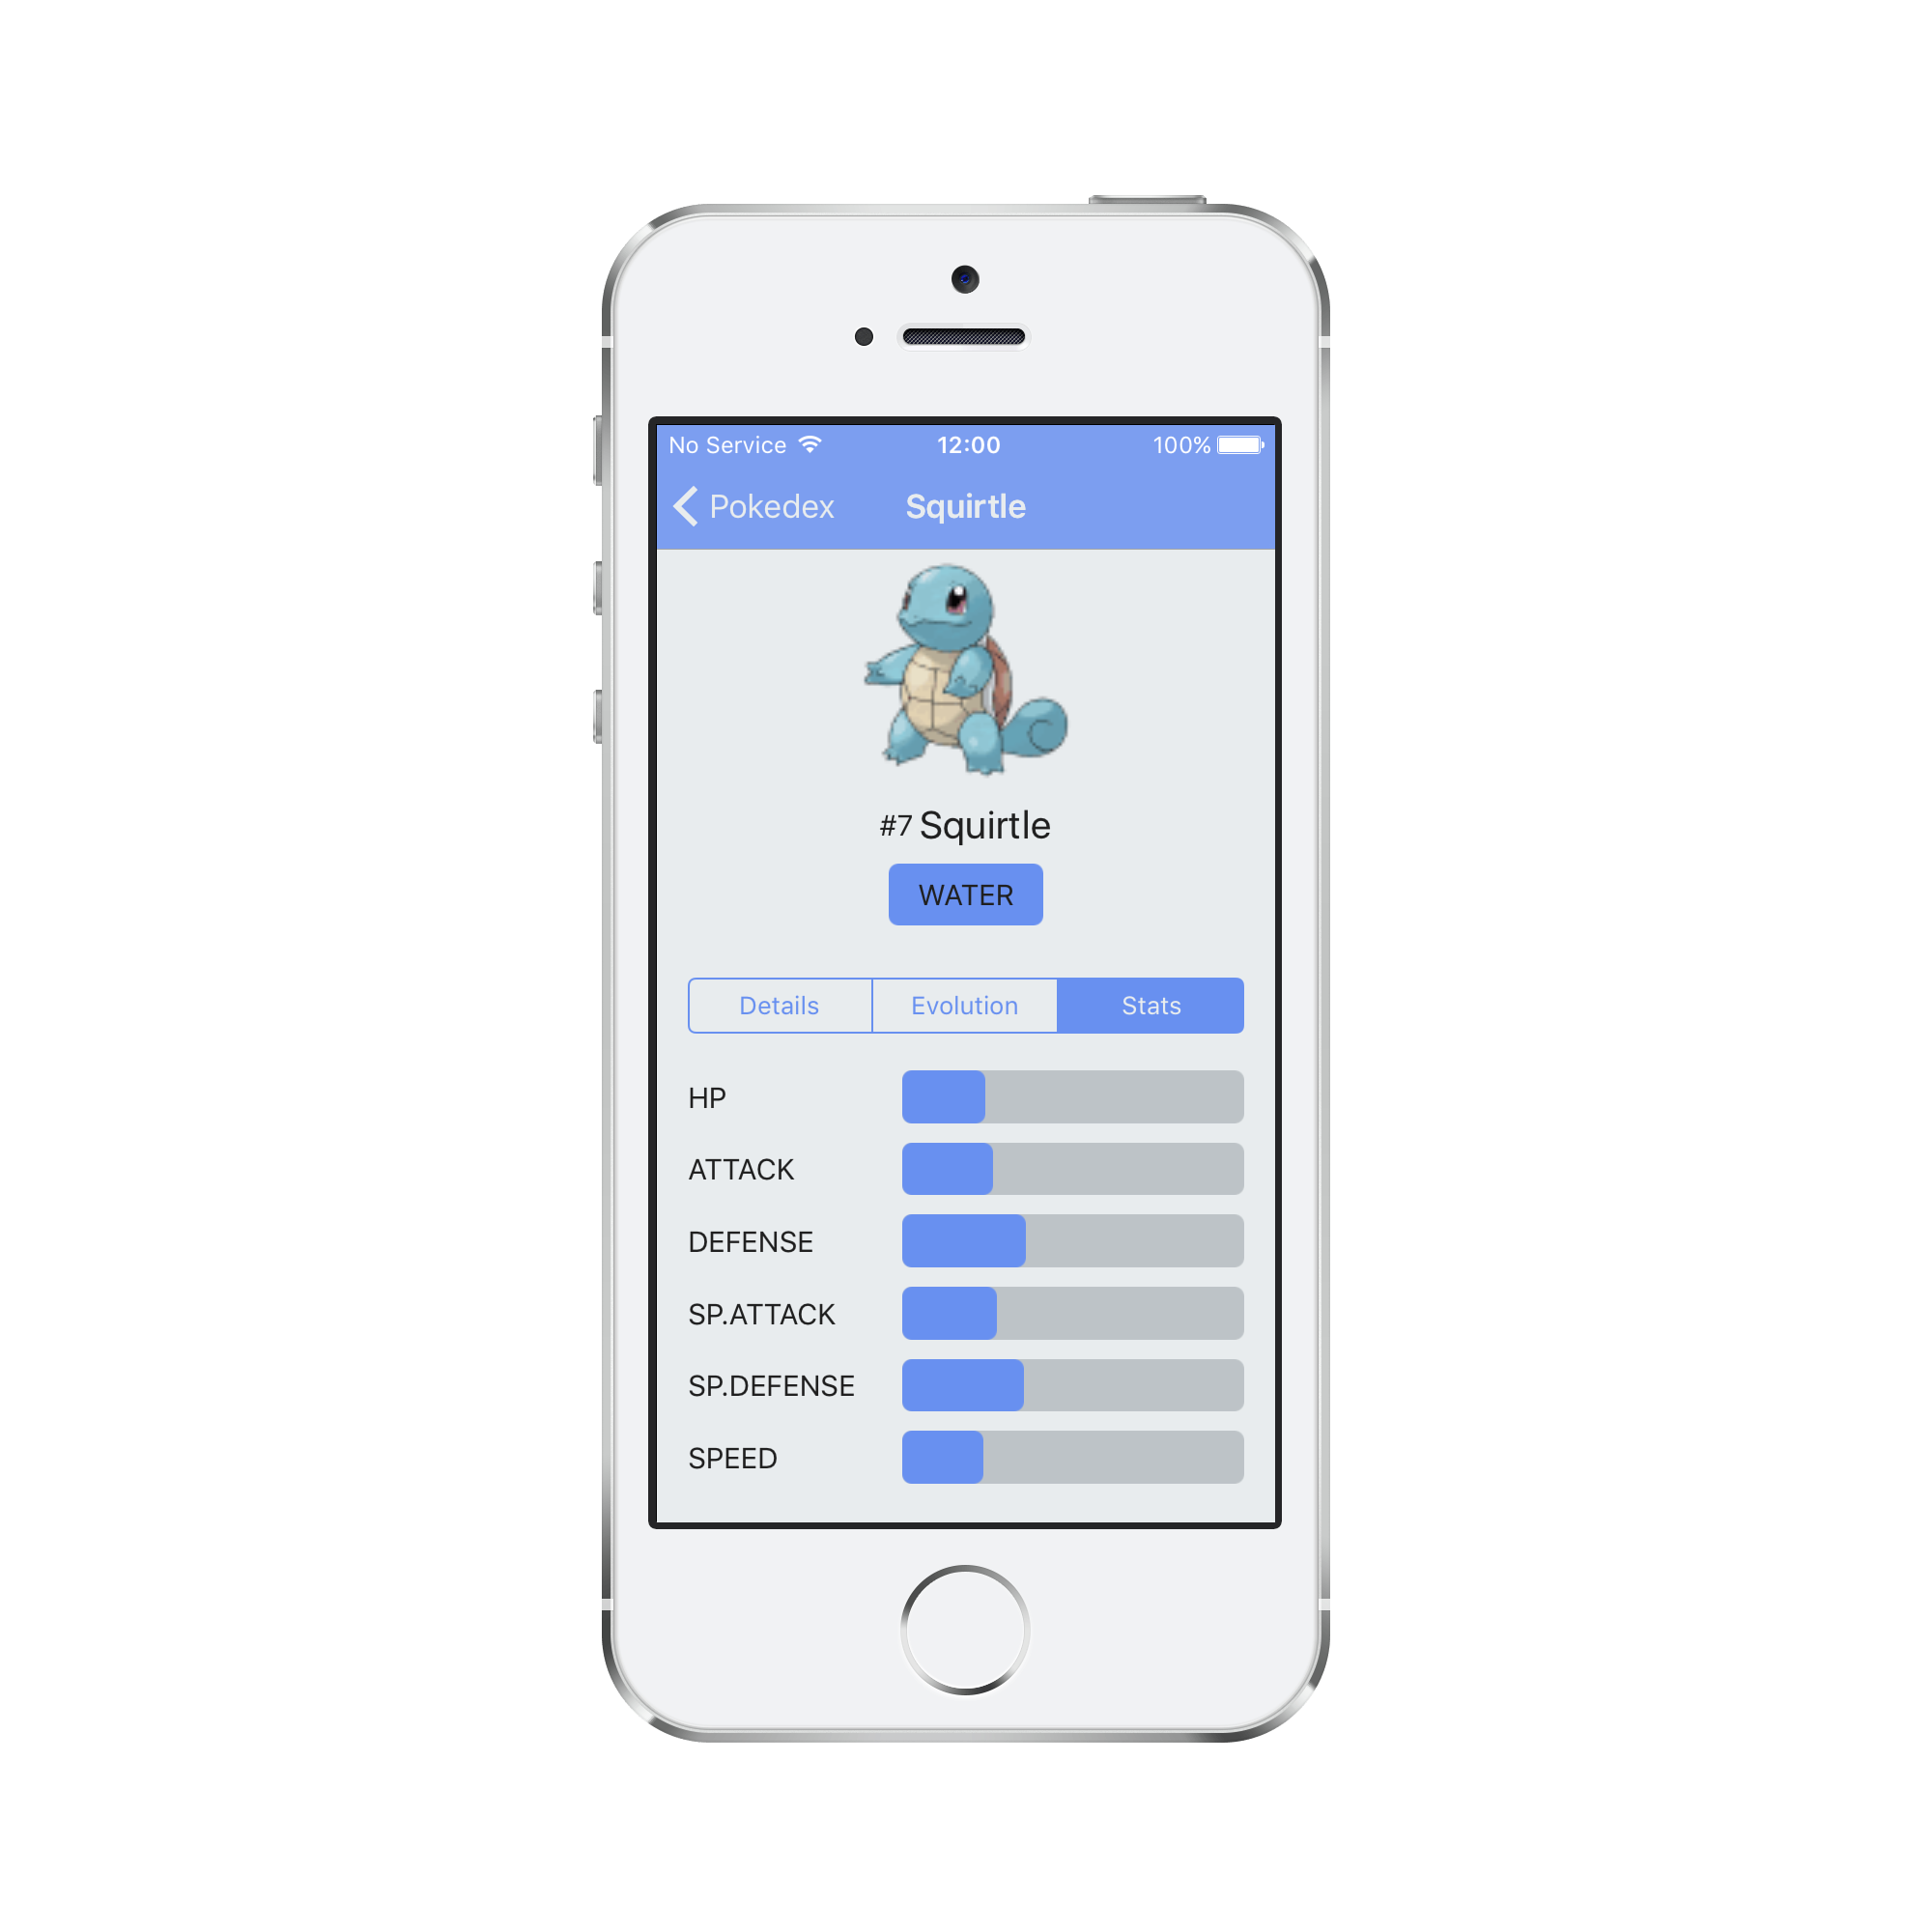 No Service 12:00 100%
Pokedex Squirtle
#7 Squirtle
WATER
Details Evolution Stats
HP
ATTACK
DEFENSE
SP.ATTACK
SP.DEFENSE
SPEED